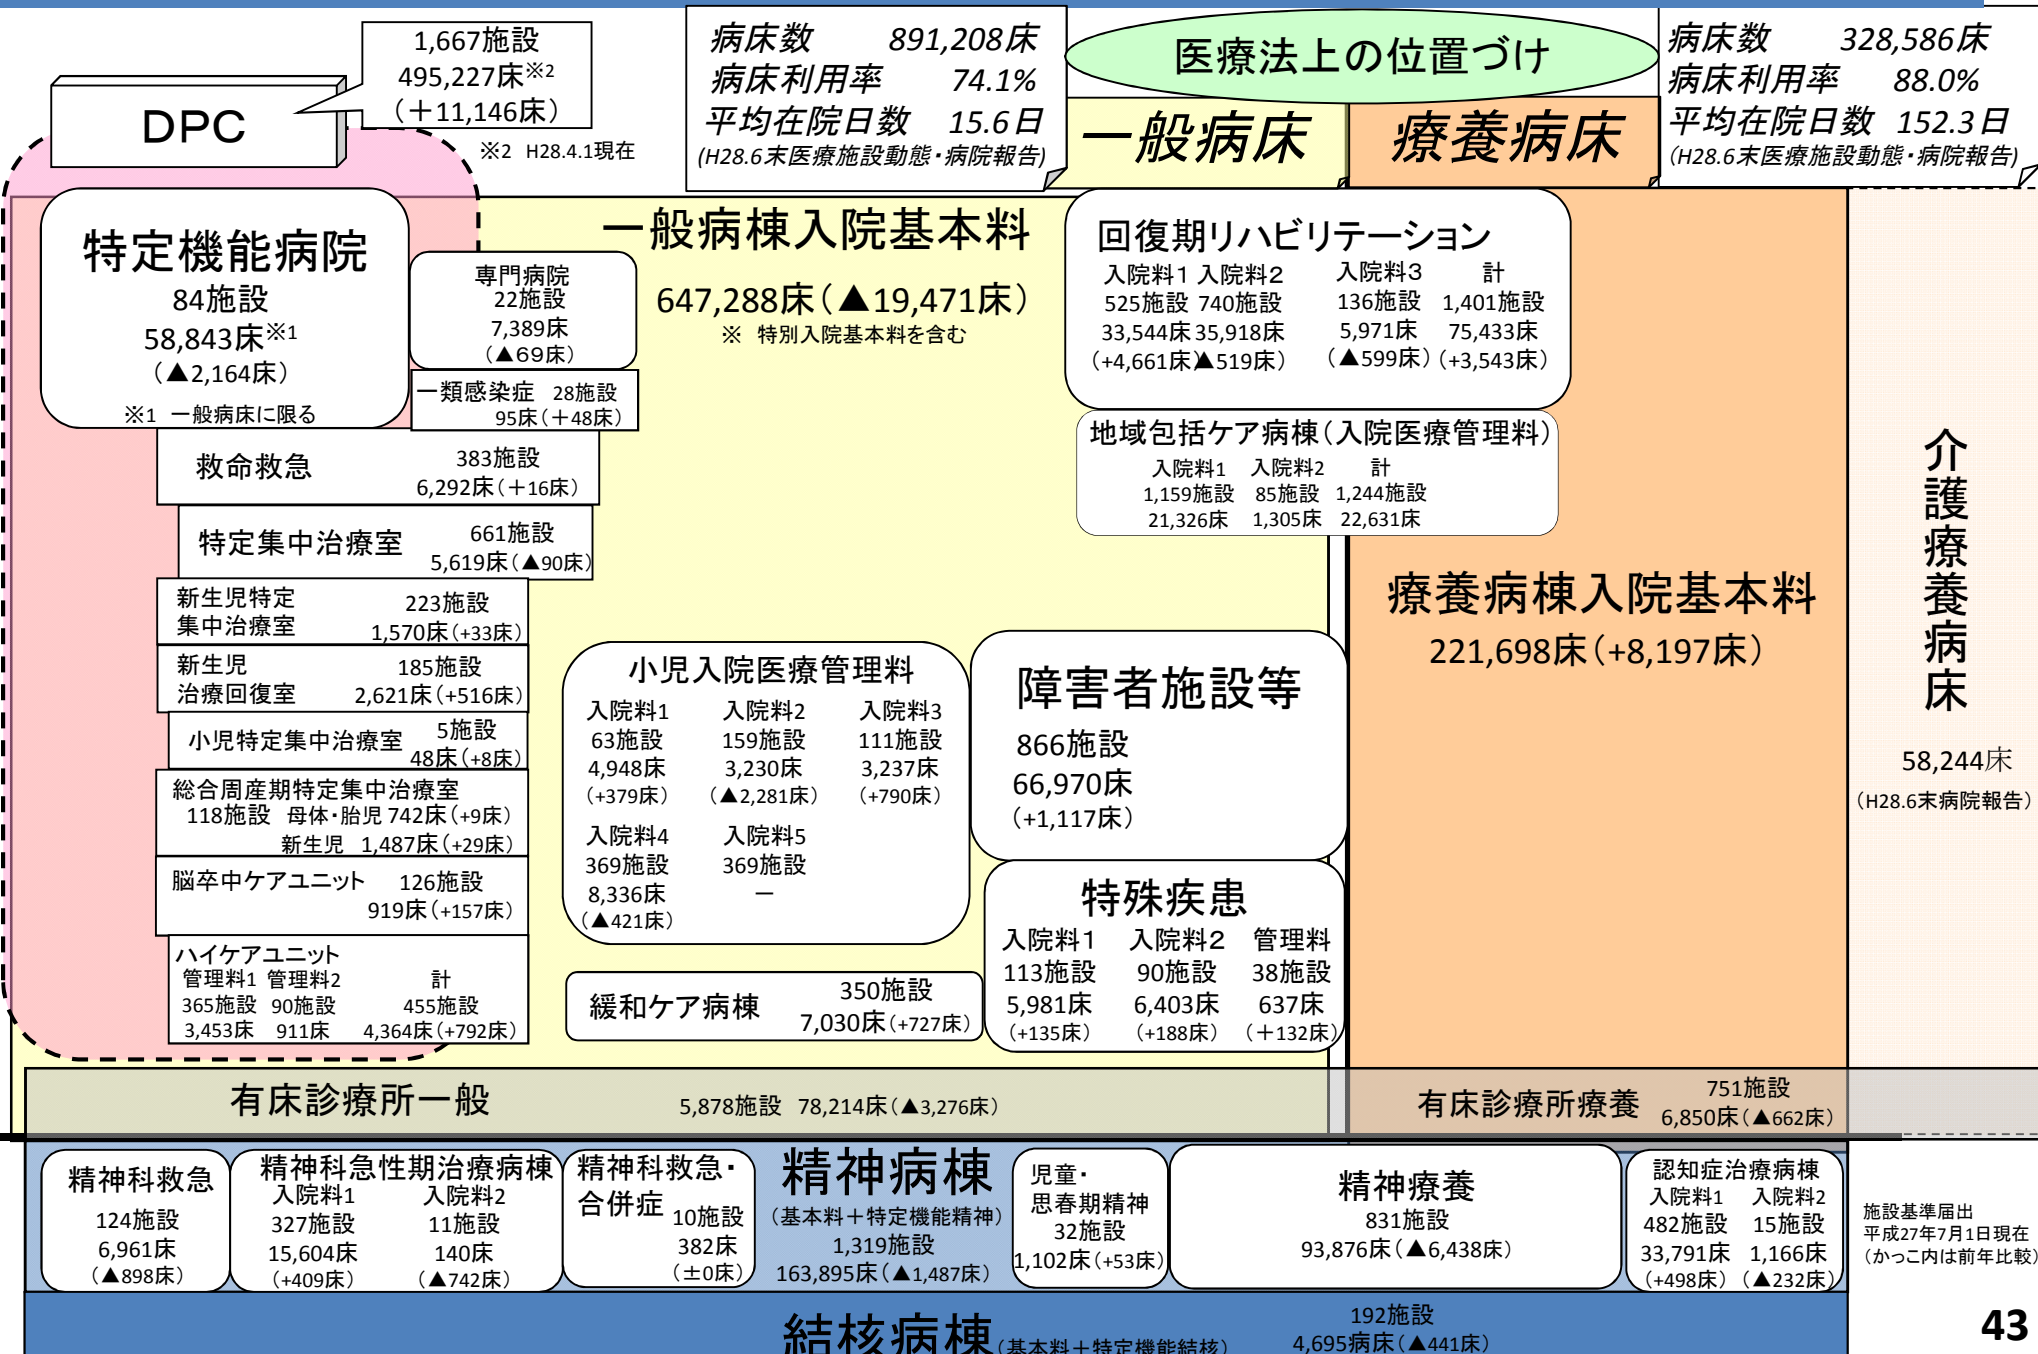 1,667施設
495,227床※2
(＋11,146床)
DPC
※2 H28.4.1現在
病床数 891,208床
病床利用率 74.1%
平均在院日数 15.6日
(H28.6末医療施設動態・病院報告)
医療法上の位置づけ
一般病床
療養病床
病床数 328,586床
病床利用率 88.0%
平均在院日数 152.3日
(H28.6末医療施設動態・病院報告)
特定機能病院
84施設
58,843床※1
(▲2,164床)
※1 一般病床に限る
専門病院
22施設
7,389床
(▲69床)
一類感染症 28施設
95床(＋48床)
一般病棟入院基本料
647,288床(▲19,471床)
※ 特別入院基本料を含む
回復期リハビリテーション
入院料1 入院料2 入院料3 計
525施設 740施設 136施設 1,401施設
33,544床 35,918床 5,971床 75,433床
(+4,661床) ▲519床) (▲599床) (+3,543床)
地域包括ケア病棟(入院医療管理料)
入院料1 入院料2 計
1,159施設 85施設 1,244施設
21,326床 1,305床 22,631床
救命救急 383施設
6,292床(＋16床)
特定集中治療室 661施設
5,619床(▲90床)
新生児特定
集中治療室
223施設
1,570床(+33床)
新生児
治療回復室
185施設
2,621床(+516床)
小児特定集中治療室 5施設
48床(+8床)
総合周産期特定集中治療室
118施設 母体・胎児 742床(+9床)
新生児 1,487床(+29床)
脳卒中ケアユニット 126施設
919床(+157床)
ハイケアユニット
管理料1 管理料2 計
365施設 90施設 455施設
3,453床 911床 4,364床(+792床)
小児入院医療管理料
入院料1 入院料2 入院料3
63施設 159施設 111施設
4,948床 3,230床 3,237床
(+379床) (▲2,281床) (+790床)
入院料4 入院料5
369施設 369施設
8,336床 －
(▲421床)
緩和ケア病棟 350施設
7,030床(+727床)
障害者施設等
866施設
66,970床
(+1,117床)
特殊疾患
入院料1 入院料2 管理料
113施設 90施設 38施設
5,981床 6,403床 637床
(+135床) (+188床) (＋132床)
療養病棟入院基本料
221,698床(+8,197床)
介護療養病床
58,244床
(H28.6末病院報告)
有床診療所一般 5,878施設 78,214床(▲3,276床)
有床診療所療養 751施設
6,850床(▲662床)
精神科救急
124施設
6,961床
(▲898床)
精神科急性期治療病棟
入院料1 入院料2
327施設 11施設
15,604床 140床
(+409床) (▲742床)
精神科救急・
合併症 10施設
382床
(±0床)
精神病棟
(基本料＋特定機能精神)
1,319施設
163,895床(▲1,487床)
児童・
思春期精神
32施設
1,102床(+53床)
精神療養
831施設
93,876床(▲6,438床)
認知症治療病棟
入院料1 入院料2
482施設 15施設
33,791床 1,166床
(+498床) (▲232床)
施設基準届出
平成27年7月1日現在
(かっこ内は前年比較)
結核病棟(基本料＋特定機能結核)
192施設
4,695病床(▲441床)
43